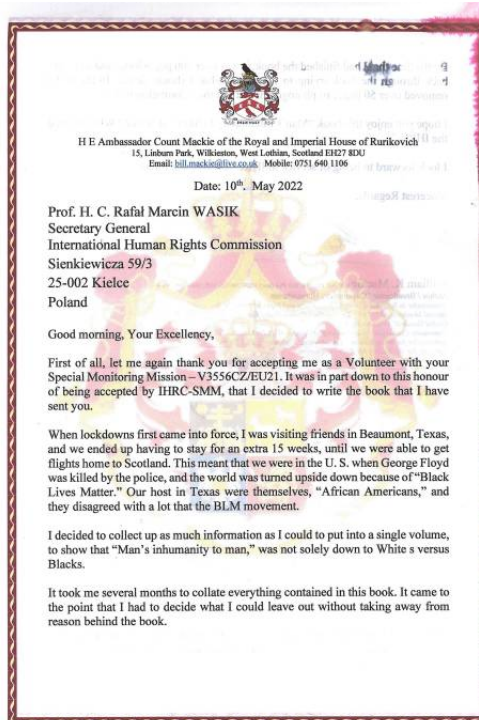 H E Ambassador Count Mackie of the Royal and Imperial House of Rurikovich
15, Linburn Park, Wilkieston, West Lothian, Scotland EH27 8DU
Email: bill.mackie@live.co.uk Mobile: 0751 640 1106
Date: 10th. May 2022
Prof. H. C. Rafał Marcin WASIK
Secretary General
International Human Rights Commission
Sienkiewicza 59/3
25-002 Kielce
Poland
Good morning, Your Excellency,
First of all, let me again thank you for accepting me as a Volunteer with your
Special Monitoring Mission – V3556CZ/EU21. It was in part down to this honour
of being accepted by IHRC-SMM, that I decided to write the book that I have
sent you.
When lockdowns first came into force, I was visiting friends in Beaumont, Texas,
and we ended up having to stay for an extra 15 weeks, until we were able to get
flights home to Scotland. This meant that we were in the U. S. when George Floyd
was killed by the police, and the world was turned upside down because of “Black
Lives Matter.” Our host in Texas were themselves, “African Americans,” and
they disagreed with a lot that the BLM movement.
I decided to collect up as much information as I could to put into a single volume,
to show that “Man’s inhumanity to man,” was not solely down to White s versus
Blacks.
It took me several months to collate everything contained in this book. It came to
the point that I had to decide what I could leave out without taking away from
reason behind the book.